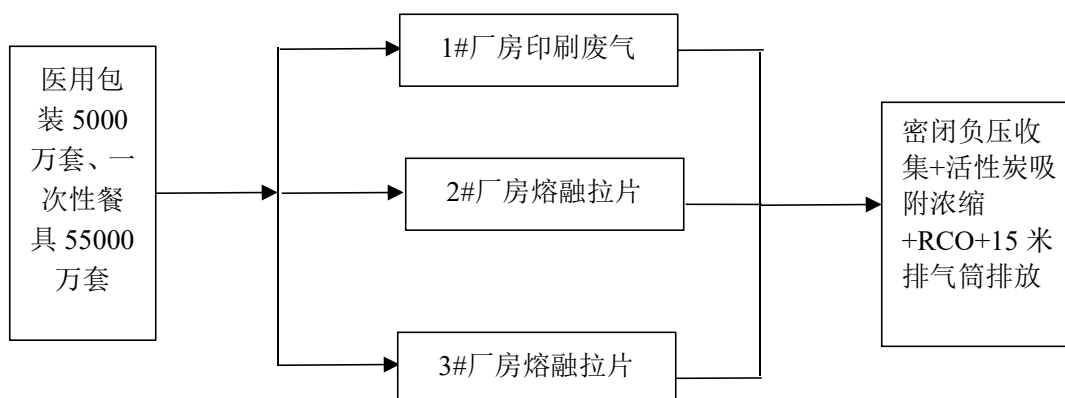 医用包
装 5000
万套、一
次性餐
具 55000
万套
1#厂房印刷废气
2#厂房熔融拉片
3#厂房熔融拉片
密闭负压收
集+活性炭吸
附浓缩
+RCO+15 米
排气筒排放